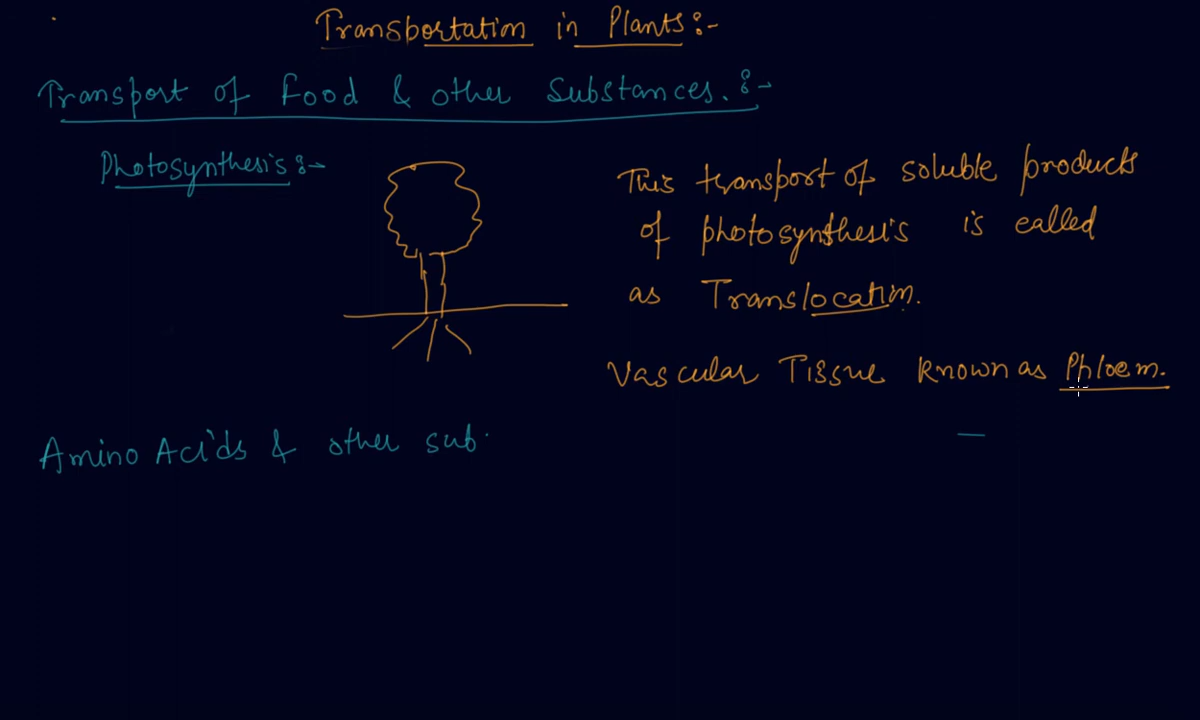 Transportation in Plants:-
Transport of Food & other Substances.:-
Photosynthesis:-
This transport of soluble products
of photosynthesis is called
as Translocation.
Vascular Tissue known as Phloem.
Amino Acids & other sub.